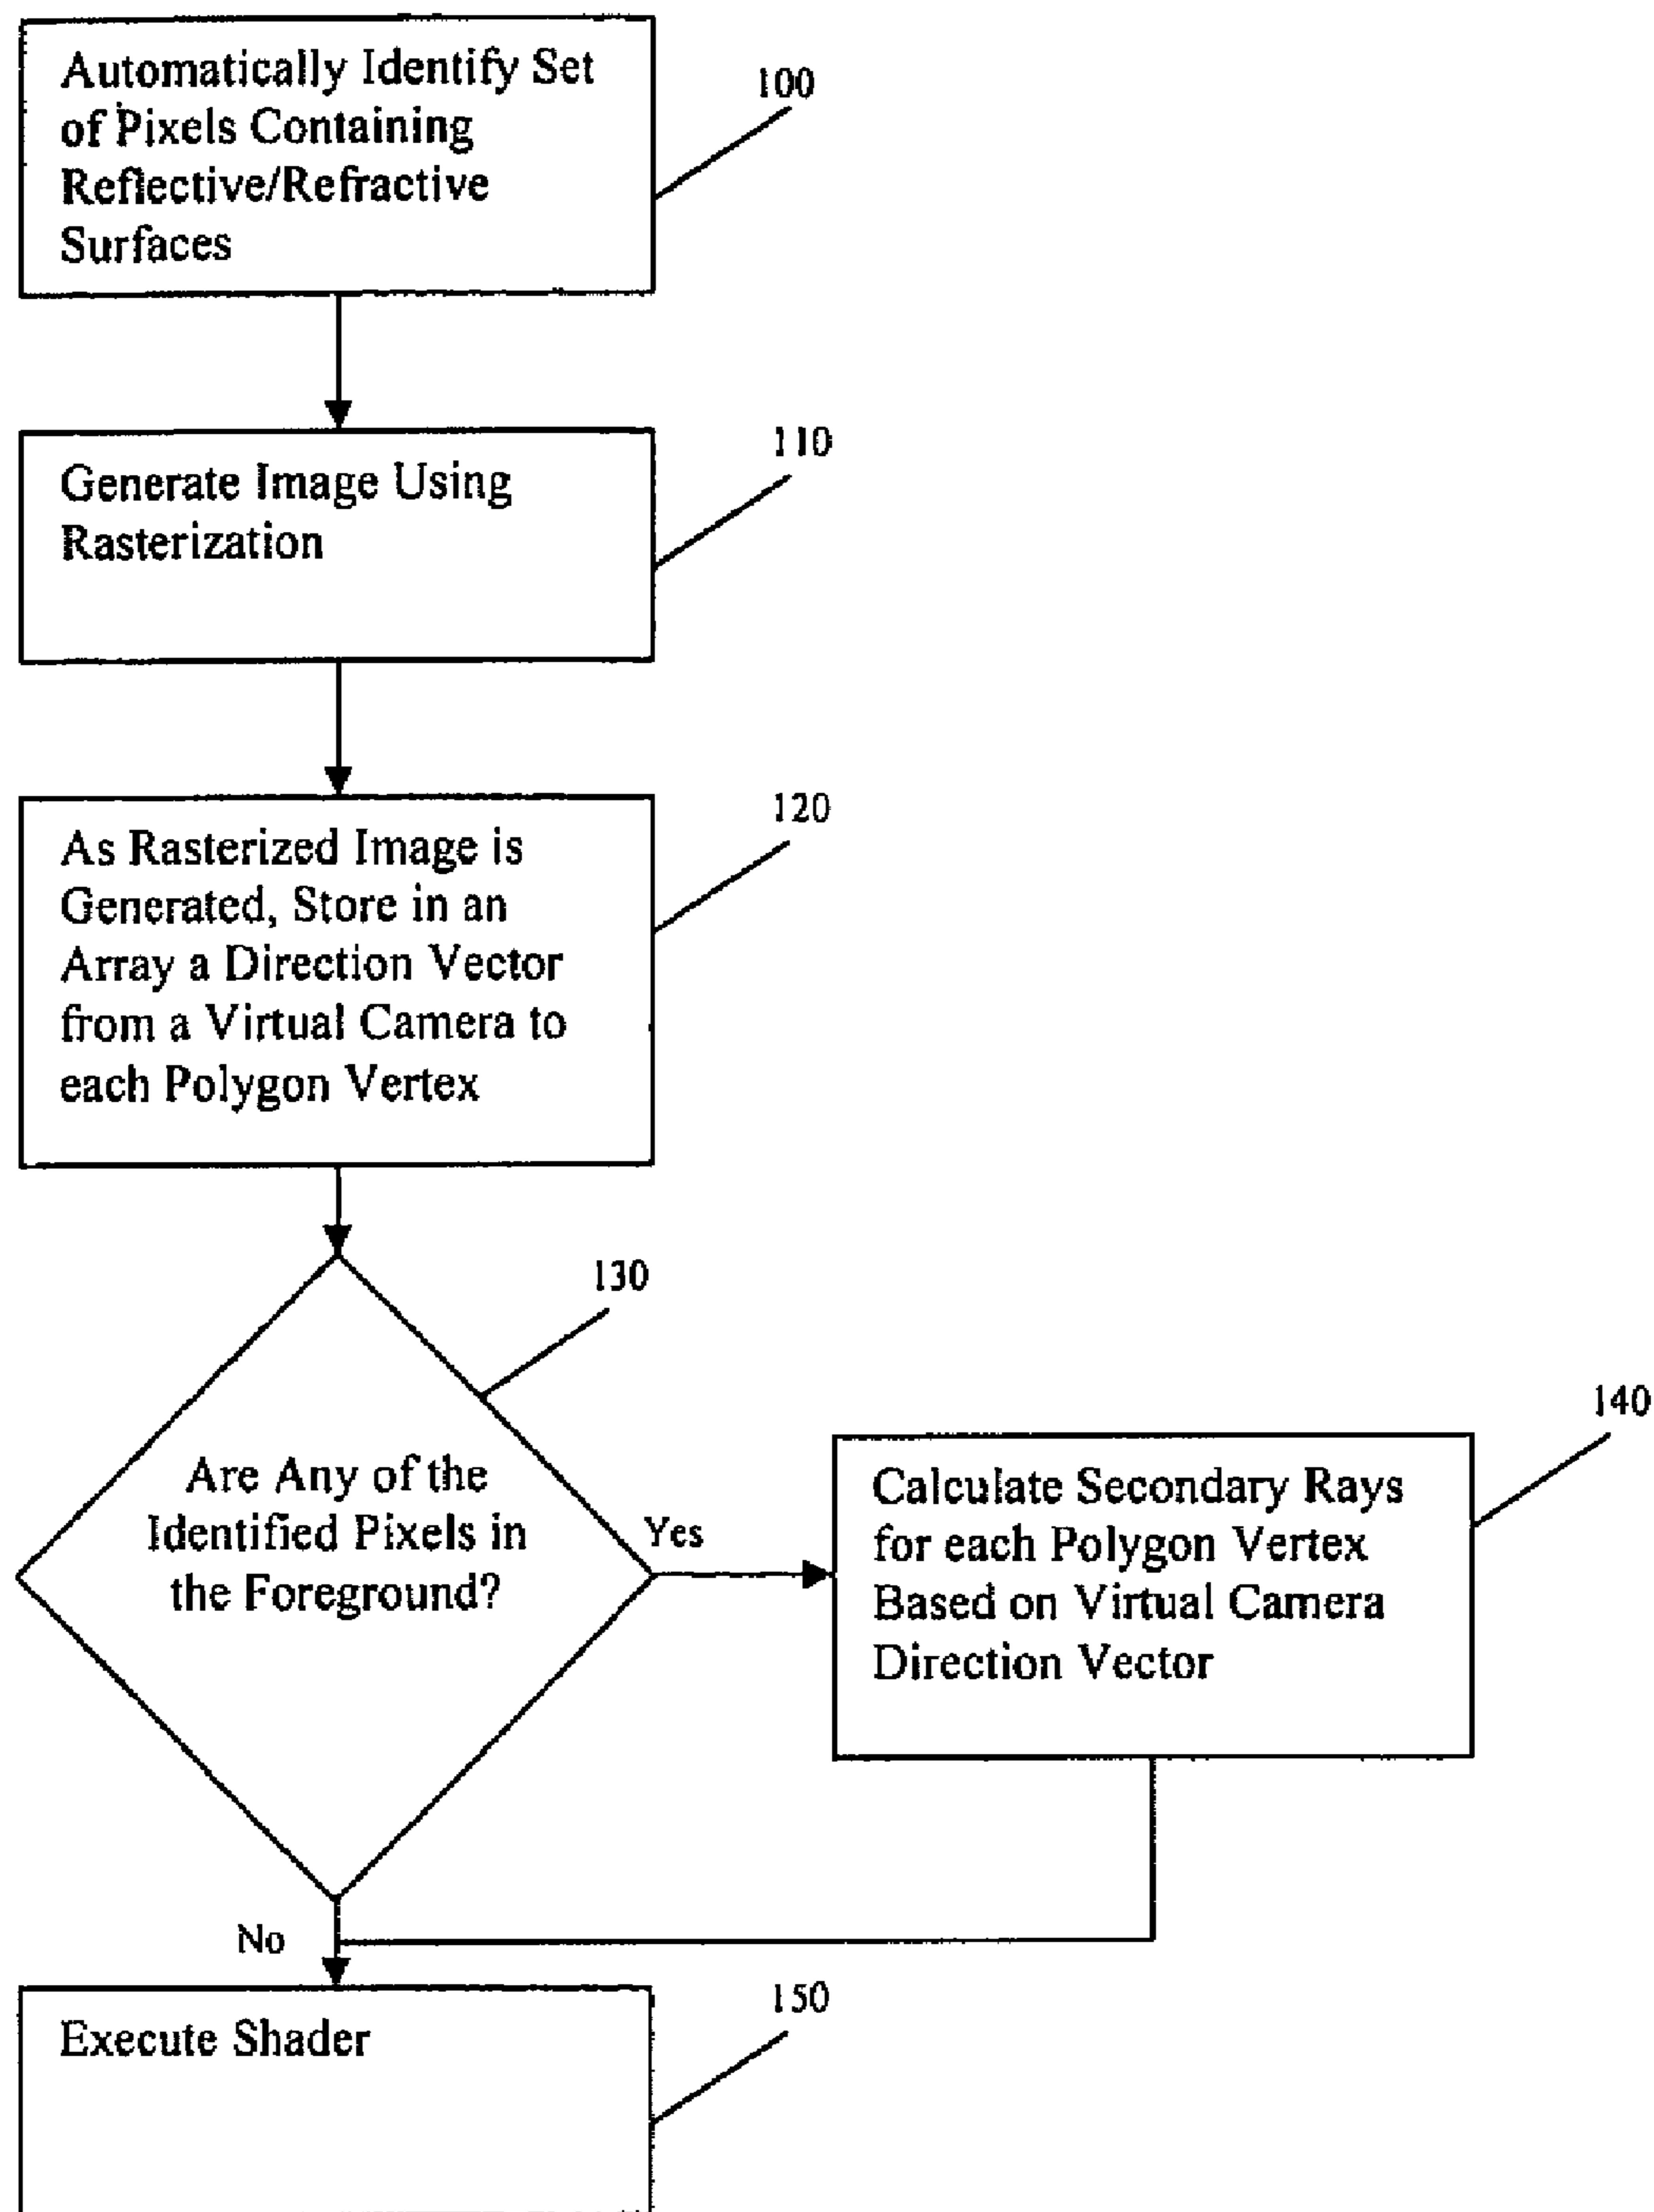 Automatically Identify Set
of Pixels Containing
Reflective/Refractive
Surfaces
100
Generate Image Using
Rasterization
110
As Rasterized Image is
Generated, Store in an
Array a Direction Vector
from a Virtual Camera to
each Polygon Vertex
120
Are Any of the
Identified Pixels in
the Foreground?
130
Yes
Calculate Secondary Rays
for each Polygon Vertex
Based on Virtual Camera
Direction Vector
140
No
Execute Shader
150